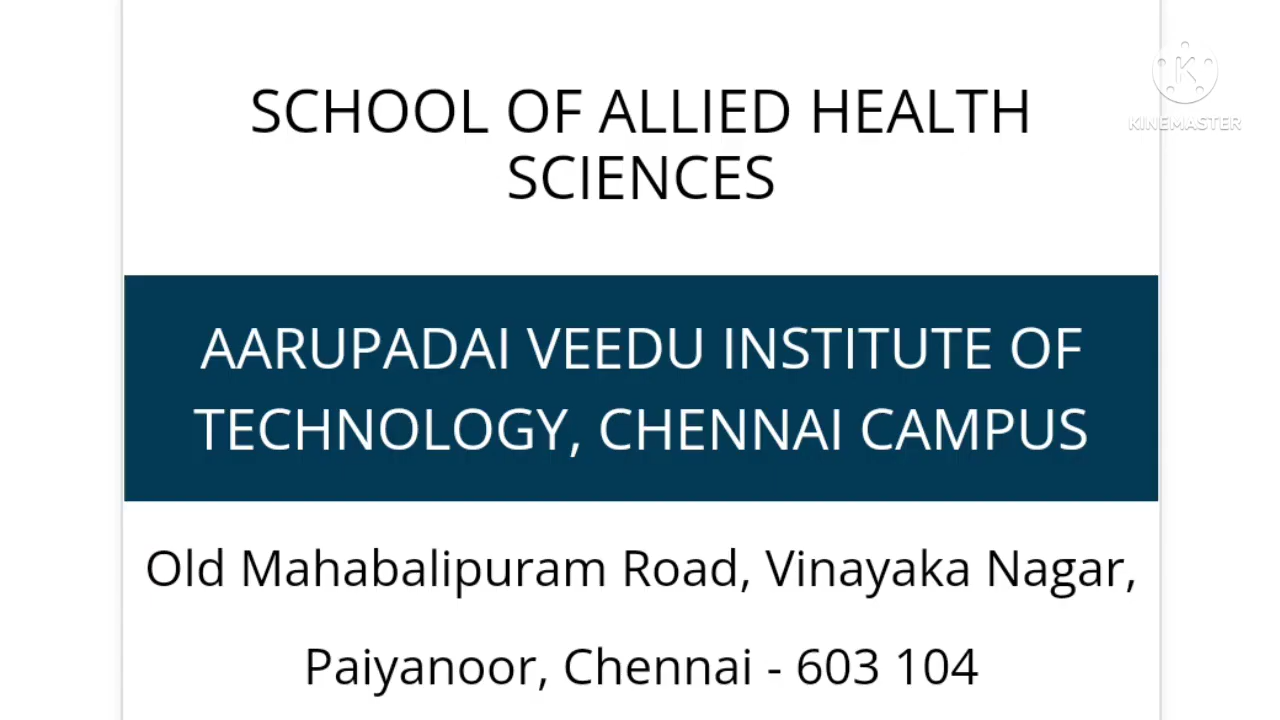 SCHOOL OF ALLIED HEALTH
SCIENCES
AARUPADAI VEEDU INSTITUTE OF
TECHNOLOGY, CHENNAI CAMPUS
Old Mahabalipuram Road, Vinayaka Nagar,
Paiyanoor, Chennai - 603 104
K
KINEMASTER